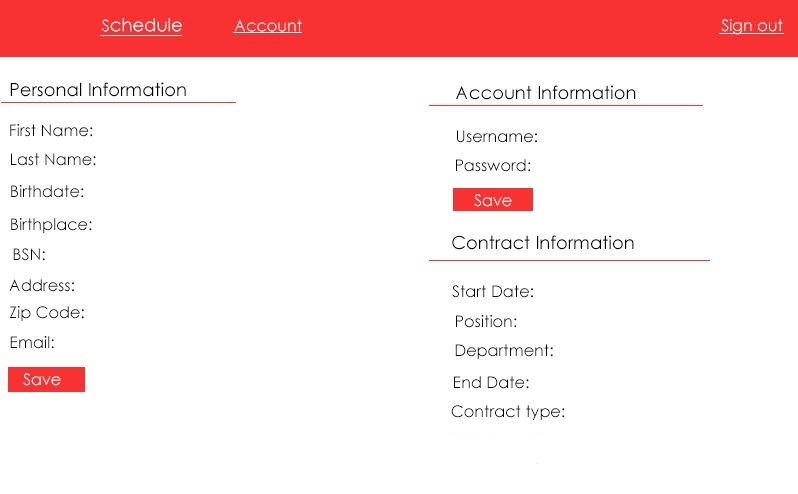 Schedule Account Sign out
Personal Information
First Name:
Last Name:
Birthdate:
Birthplace:
BSN:
Address:
Zip Code:
Email:
Save
Account Information
Username:
Password:
Save
Contract Information
Start Date:
Position:
Department:
End Date:
Contract type: